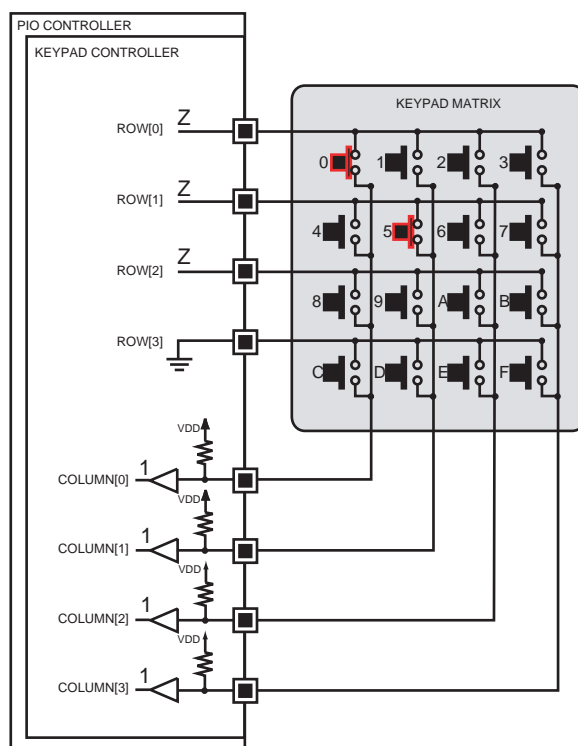 PIO CONTROLLER
KEYPAD CONTROLLER
KEYPAD MATRIX
ROW[0] Z
0 1 2 3
ROW[1] Z
4 5 6 7
ROW[2] Z
8 9 A B
ROW[3]
C D E F
VDD
COLUMN[0] 1
VDD
COLUMN[1] 1
VDD
COLUMN[2] 1
VDD
COLUMN[3] 1